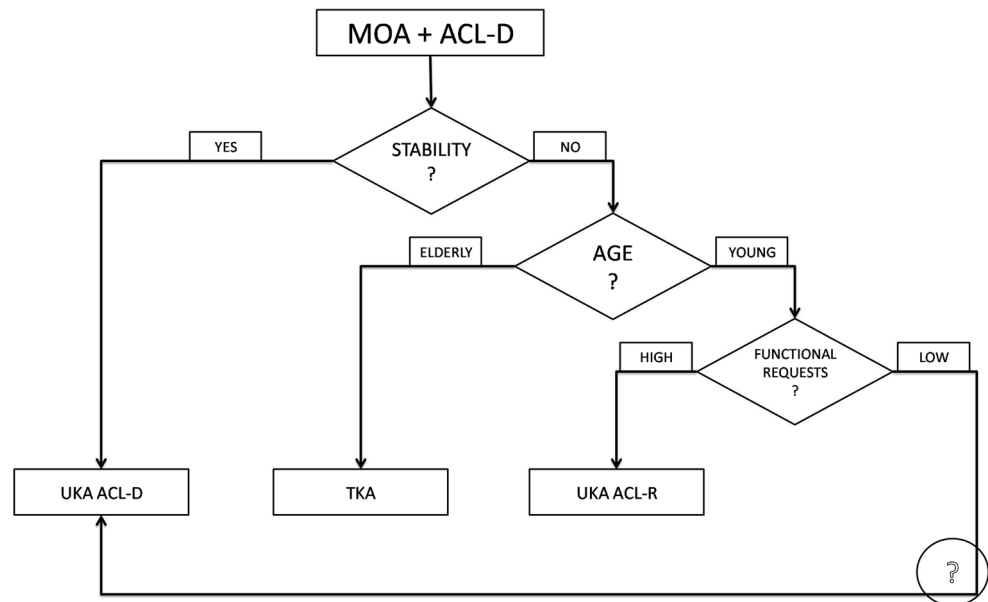 MOA + ACL-D
YES
STABILITY
?
NO
ELDERLY
AGE
?
YOUNG
HIGH
FUNCTIONAL
REQUESTS
?
LOW
UKA ACL-D
TKA
UKA ACL-R
?